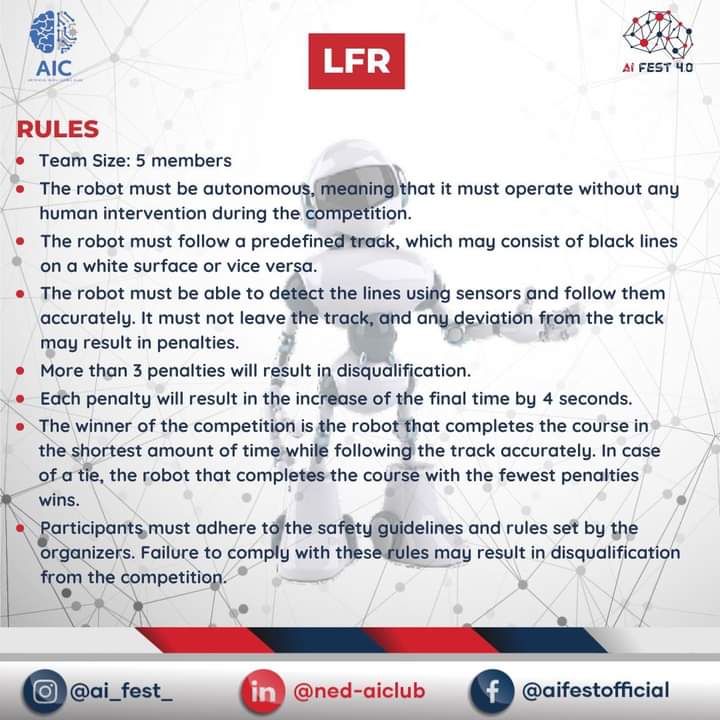 AIC
LFR
Ai FEST 4.0
RULES
Team Size: 5 members
The robot must be autonomous, meaning that it must operate without any
human intervention during the competition.
The robot must follow a predefined track, which may consist of black lines
on a white surface or vice versa.
The robot must be able to detect the lines using sensors and follow them
accurately. It must not leave the track, and any deviation from the track
may result in penalties.
More than 3 penalties will result in disqualification.
Each penalty will result in the increase of the final time by 4 seconds.
The winner of the competition is the robot that completes the course in
the shortest amount of time while following the track accurately. In case
of a tie, the robot that completes the course with the fewest penalties
wins.
Participants must adhere to the safety guidelines and rules set by the
organizers. Failure to comply with these rules may result in disqualification
from the competition.
@ai_fest_
in
@ned-aiclub
f
@aifestofficial